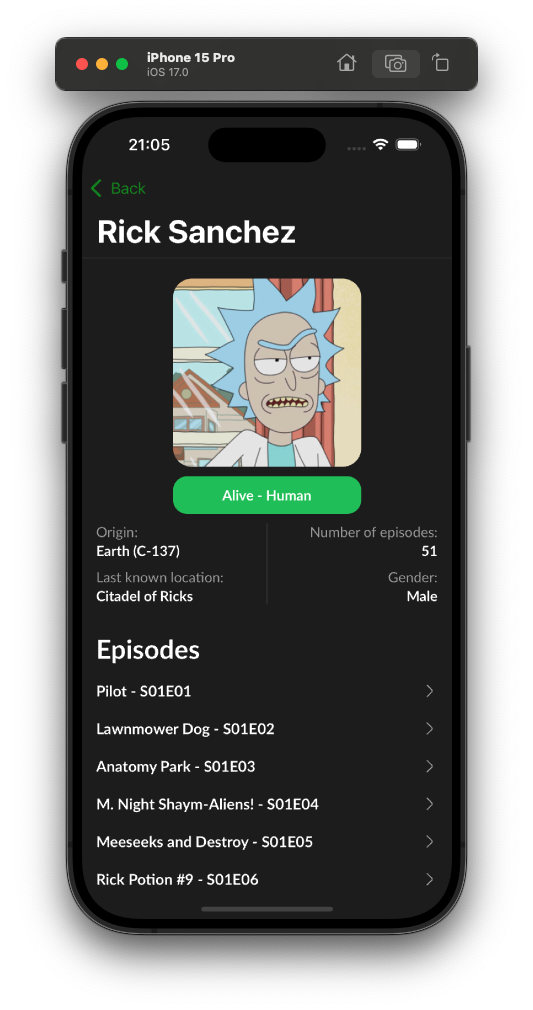 iPhone 15 Pro
iOS 17.0
21:05
Back
Rick Sanchez
Alive - Human
Origin:
Earth (C-137)
Number of episodes:
51
Last known location:
Citadel of Ricks
Gender:
Male
Episodes
Pilot - S01E01
Lawnmower Dog - S01E02
Anatomy Park - S01E03
M. Night Shaym-Aliens! - S01E04
Meeseeks and Destroy - S01E05
Rick Potion #9 - S01E06